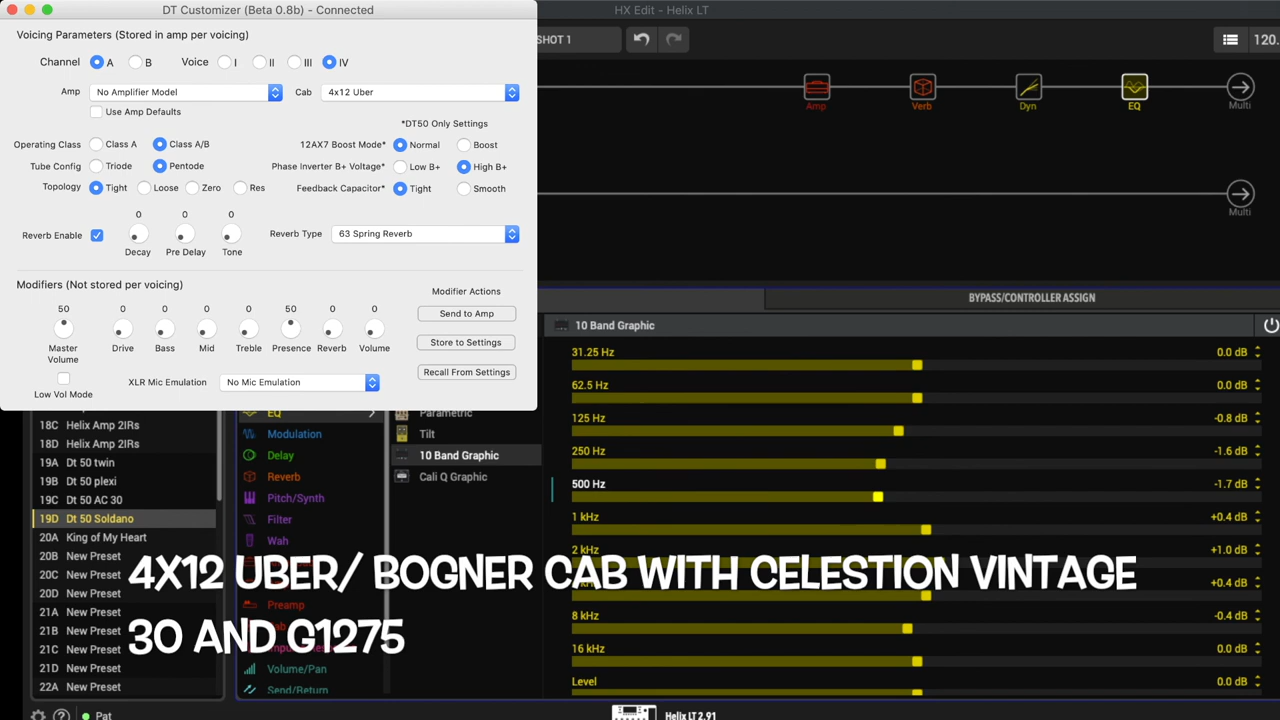 DT Customizer (Beta 0.8b) - Connected
HX Edit - Helix LT
Voicing Parameters (Stored in amp per voicing)
Channel A B Voice I II III IV
Amp No Amplifier Model Cab 4x12 Uber
Use Amp Defaults
*DT50 Only Settings
Operating Class Class A Class A/B 12AX7 Boost Mode* Normal Boost
Tube Config Triode Pentode Phase Inverter B+ Voltage* Low B+ High B+
Topology Tight Loose Zero Res Feedback Capacitor* Tight Smooth
0 0 0
Reverb Enable Reverb Type 63 Spring Reverb
Decay Pre Delay Tone
Modifiers (Not stored per voicing)
Modifier Actions
50 0 0 0 0 50 0 0
Send to Amp
Master Volume Drive Bass Mid Treble Presence Reverb Volume
Store to Settings
Recall From Settings
Low Vol Mode
XLR Mic Emulation No Mic Emulation
SHOT 1
120.
Amp Verb Dyn EQ Multi
Multi
BYPASS/CONTROLLER ASSIGN
10 Band Graphic
31.25 Hz 0.0 dB
62.5 Hz 0.0 dB
125 Hz -0.8 dB
250 Hz -1.6 dB
500 Hz -1.7 dB
1 kHz +0.4 dB
2 kHz +1.0 dB
+0.4 dB
8 kHz -0.4 dB
16 kHz 0.0 dB
Level 0.0 dB
18C Helix Amp 2IRs
18D Helix Amp 2IRs
19A Dt 50 twin
19B Dt 50 plexi
19C Dt 50 AC 30
19D Dt 50 Soldano
20A King of My Heart
20B New Preset
20C New Preset
20D New Preset
21A New Preset
21B New Preset
21C New Preset
21D New Preset
22A New Preset
EQ
Modulation
Delay
Reverb
Pitch/Synth
Filter
Wah
Preamp
Volume/Pan
Send/Return
Parametric
Tilt
10 Band Graphic
Cali Q Graphic
4X12 UBER/ BOGNER CAB WITH CELESTION VINTAGE
30 AND G1275
Pat
Helix LT 2.91